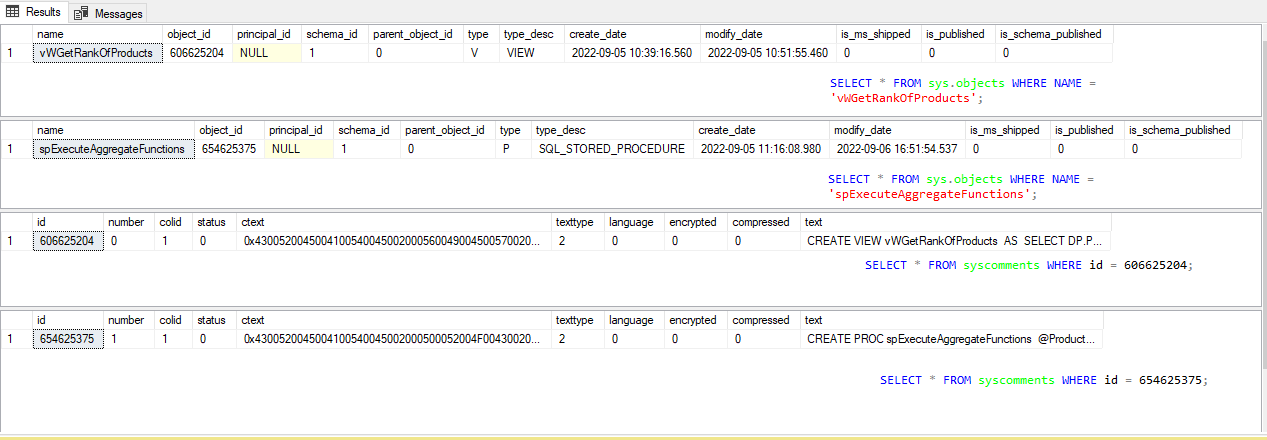 Results Messages
name object_id principal_id schema_id parent_object_id type type_desc create_date modify_date is_ms_shipped is_published is_schema_published
1 vWGetRankOfProducts 606625204 NULL 1 0 V VIEW 2022-09-05 10:39:16.560 2022-09-05 10:51:55.460 0 0 0
SELECT * FROM sys.objects WHERE NAME =
'vWGetRankOfProducts';
name object_id principal_id schema_id parent_object_id type type_desc create_date modify_date is_ms_shipped is_published is_schema_published
1 spExecuteAggregateFunctions 654625375 NULL 1 0 P SQL_STORED_PROCEDURE 2022-09-05 11:16:08.980 2022-09-06 16:51:54.537 0 0 0
SELECT * FROM sys.objects WHERE NAME =
'spExecuteAggregateFunctions';
id number colid status ctext texttype language encrypted compressed text
1 606625204 0 1 0 0x4300520045004100540045002000560049004500570020... 2 0 0 0 CREATE VIEW vWGetRankOfProducts AS SELECT DP.P...
SELECT * FROM syscomments WHERE id = 606625204;
id number colid status ctext texttype language encrypted compressed text
1 654625375 1 1 0 0x4300520045004100540045002000500052004F00430020... 2 0 0 0 CREATE PROC spExecuteAggregateFunctions @Product...
SELECT * FROM syscomments WHERE id = 654625375;